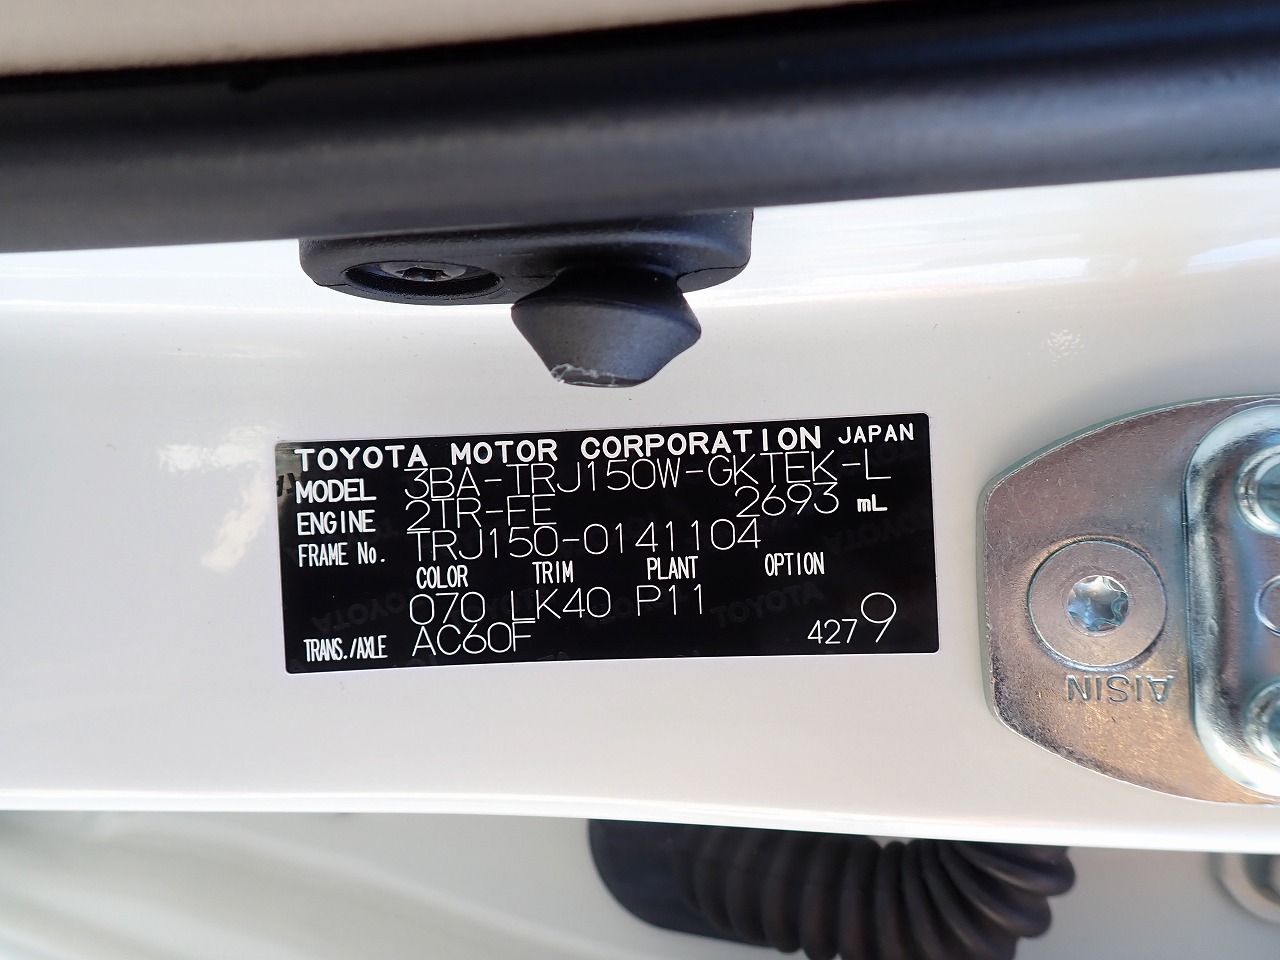 TOYOTA MOTOR CORPORATION JAPAN
MODEL 3BA-TRJ150W-GKTEK-L
ENGINE 2TR-FE 2693 mL
FRAME No. TRJ150-0141104
COLOR TRIM PLANT OPTION
070 LK40 P11
TRANS./AXLE AC60F 4279
AISIN